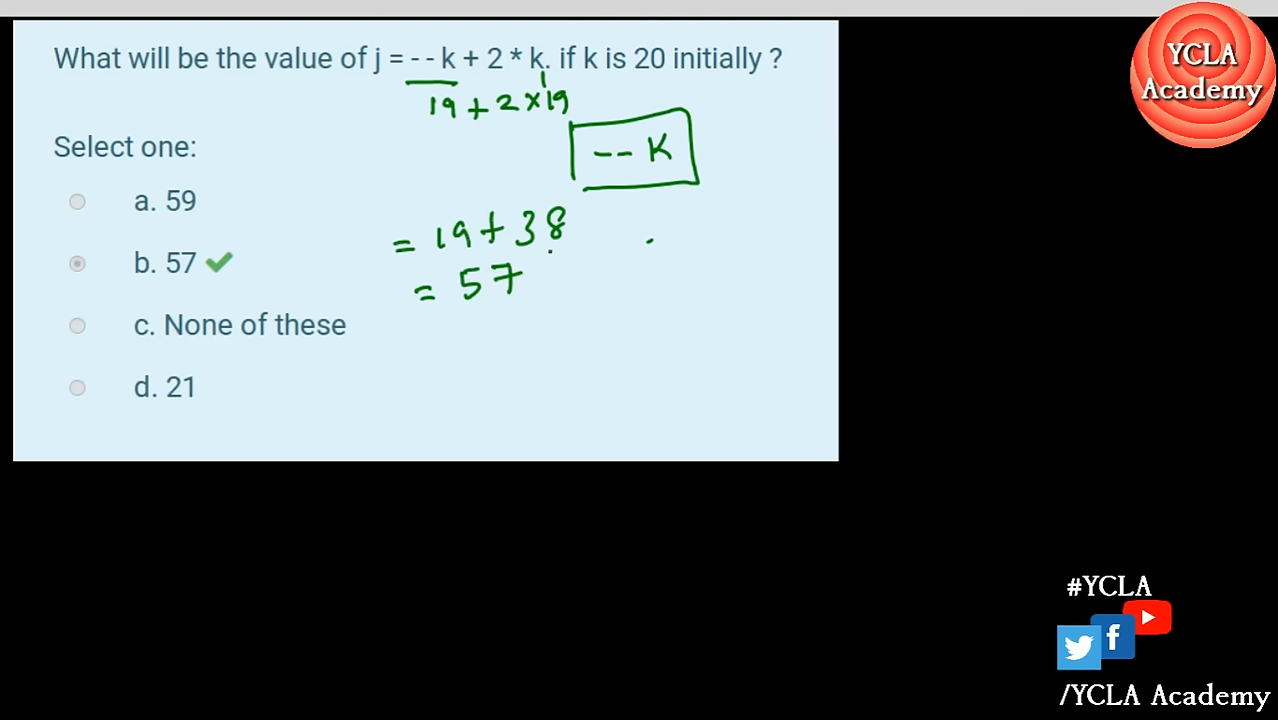 What will be the value of j = - - k + 2 * k. if k is 20 initially ?
19 + 2 x 19
-- K
Select one:
a. 59
b. 57
c. None of these
d. 21
= 19 + 38
= 57
YCLA
Academy
#YCLA
f
/YCLA Academy